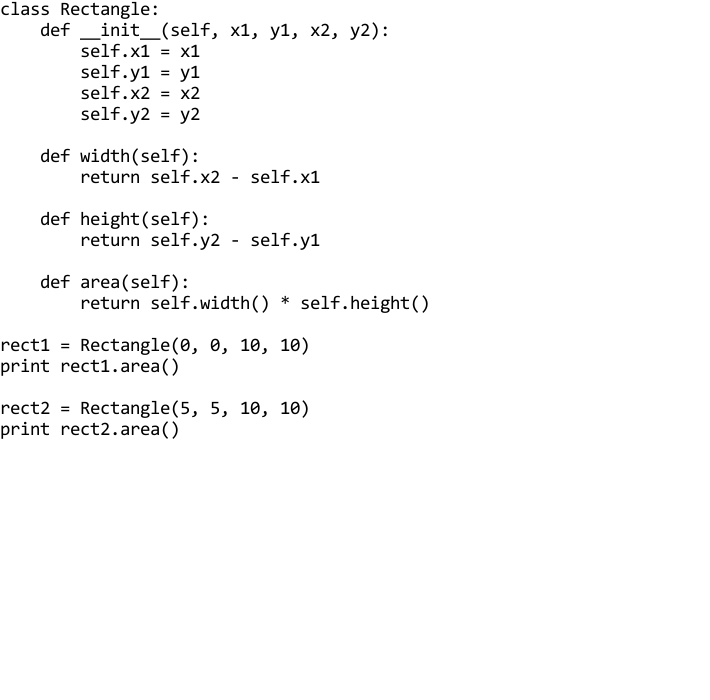 class Rectangle:
    def __init__(self, x1, y1, x2, y2):
        self.x1 = x1
        self.y1 = y1
        self.x2 = x2
        self.y2 = y2

    def width(self):
        return self.x2 - self.x1

    def height(self):
        return self.y2 - self.y1

    def area(self):
        return self.width() * self.height()

rect1 = Rectangle(0, 0, 10, 10)
print rect1.area()

rect2 = Rectangle(5, 5, 10, 10)
print rect2.area()